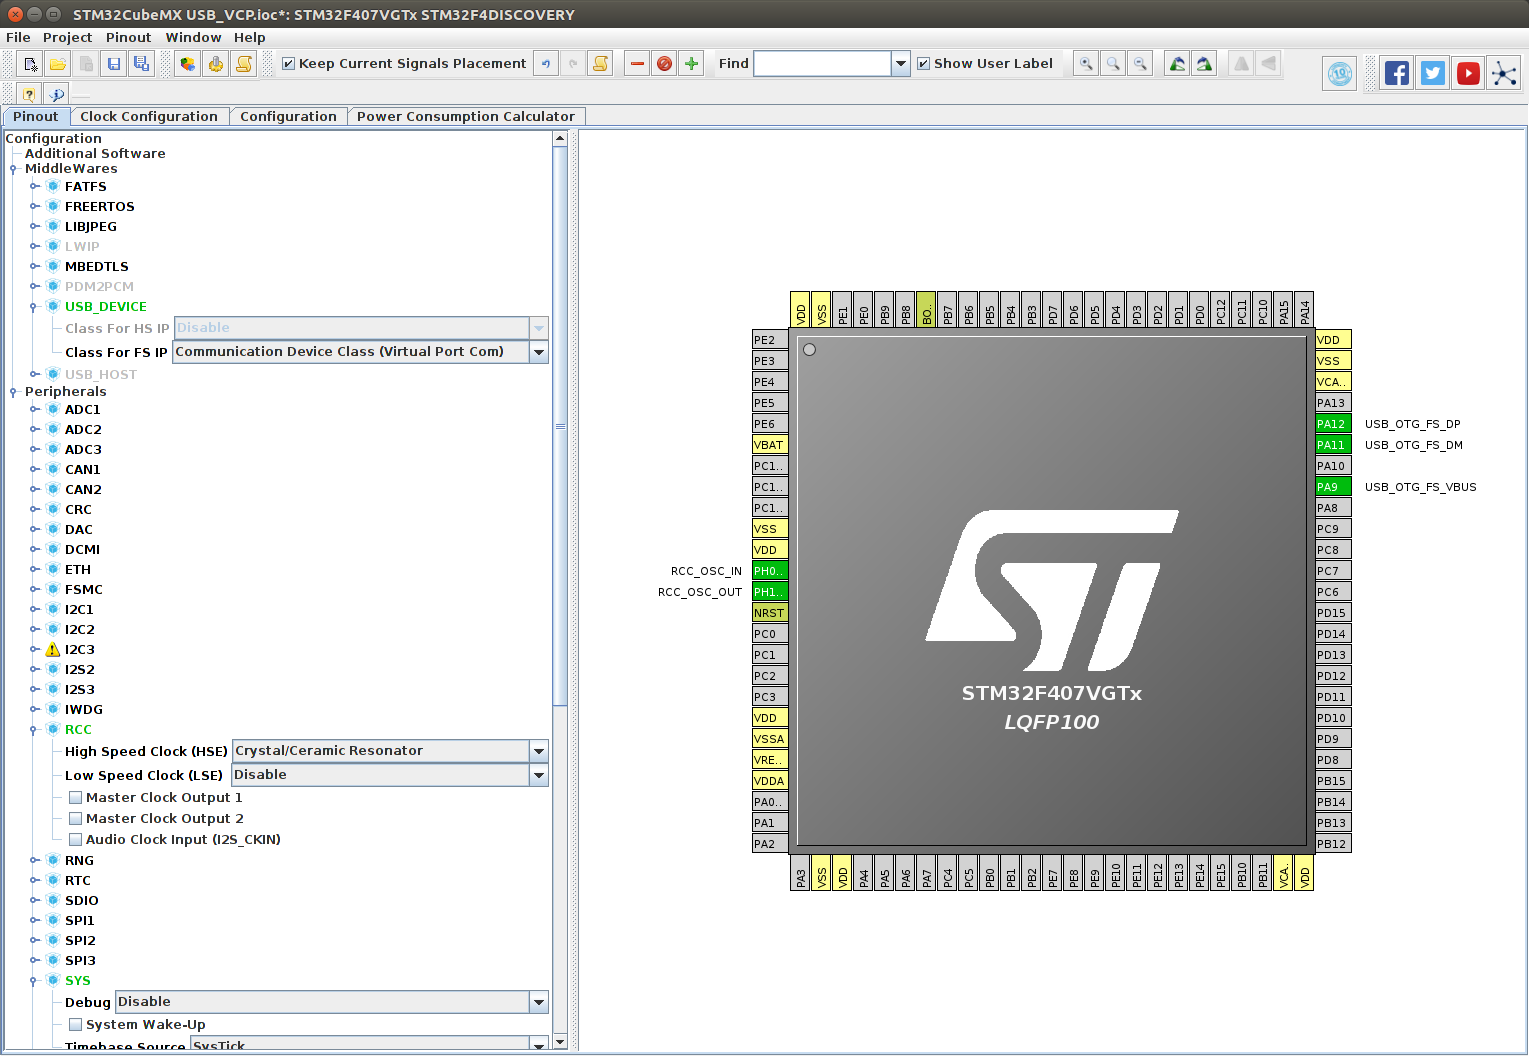 STM32CubeMX USB_VCP.ioc*: STM32F407VGTx STM32F4DISCOVERY
File Project Pinout Window Help
Keep Current Signals Placement Find Show User Label
Pinout Clock Configuration Configuration Power Consumption Calculator
Configuration
Additional Software
MiddleWares
FATFS
FREERTOS
LIBJPEG
LWIP
MBEDTLS
PDM2PCM
USB_DEVICE
Class For HS IP Disable
Class For FS IP Communication Device Class (Virtual Port Com)
USB_HOST
Peripherals
ADC1
ADC2
ADC3
CAN1
CAN2
CRC
DAC
DCMI
ETH
FSMC
I2C1
I2C2
I2C3
I2S2
I2S3
IWDG
RCC
High Speed Clock (HSE) Crystal/Ceramic Resonator
Low Speed Clock (LSE) Disable
Master Clock Output 1
Master Clock Output 2
Audio Clock Input (I2S_CKIN)
RNG
RTC
SDIO
SPI1
SPI2
SPI3
SYS
Debug Disable
System Wake-Up
Timebase Source SysTick
VDD VSS PE1 PE0 PB9 PB8 BO.. PB7 PB6 PB5 PB4 PB3 PD7 PD6 PD5 PD4 PD3 PD2 PD1 PD0 PC12 PC11 PC10 PA15 PA14
PE2
PE3
PE4
PE5
PE6
VBAT
PC1..
PC1..
PC1..
VSS
VDD
RCC_OSC_IN PH0..
RCC_OSC_OUT PH1..
NRST
PC0
PC1
PC2
PC3
VDD
VSSA
VRE..
VDDA
PA0..
PA1
PA2
ST
STM32F407VGTx
LQFP100
VDD
VSS
VCA..
PA13
PA12 USB_OTG_FS_DP
PA11 USB_OTG_FS_DM
PA10
PA9 USB_OTG_FS_VBUS
PA8
PC9
PC8
PC7
PC6
PD15
PD14
PD13
PD12
PD11
PD10
PD9
PD8
PB15
PB14
PB13
PB12
PA3 VSS VDD PA4 PA5 PA6 PA7 PC4 PC5 PB0 PB1 PB2 PE7 PE8 PE9 PE10 PE11 PE12 PE13 PE14 PE15 PB10 PB11 VCA. VDD